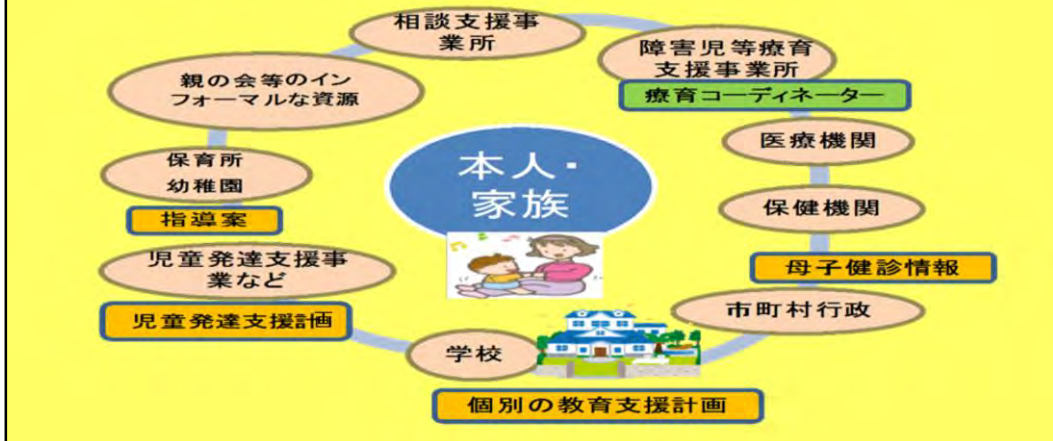 相談支援事
業所
障害児等療育
支援事業所
療育コーディネーター
親の会等のイン
フォーマルな資源
医療機関
本人・
家族
保育所
幼稚園
指導案
保健機関
児童発達支援事
業など
母子健診情報
児童発達支援計画
市町村行政
学校
個別の教育支援計画